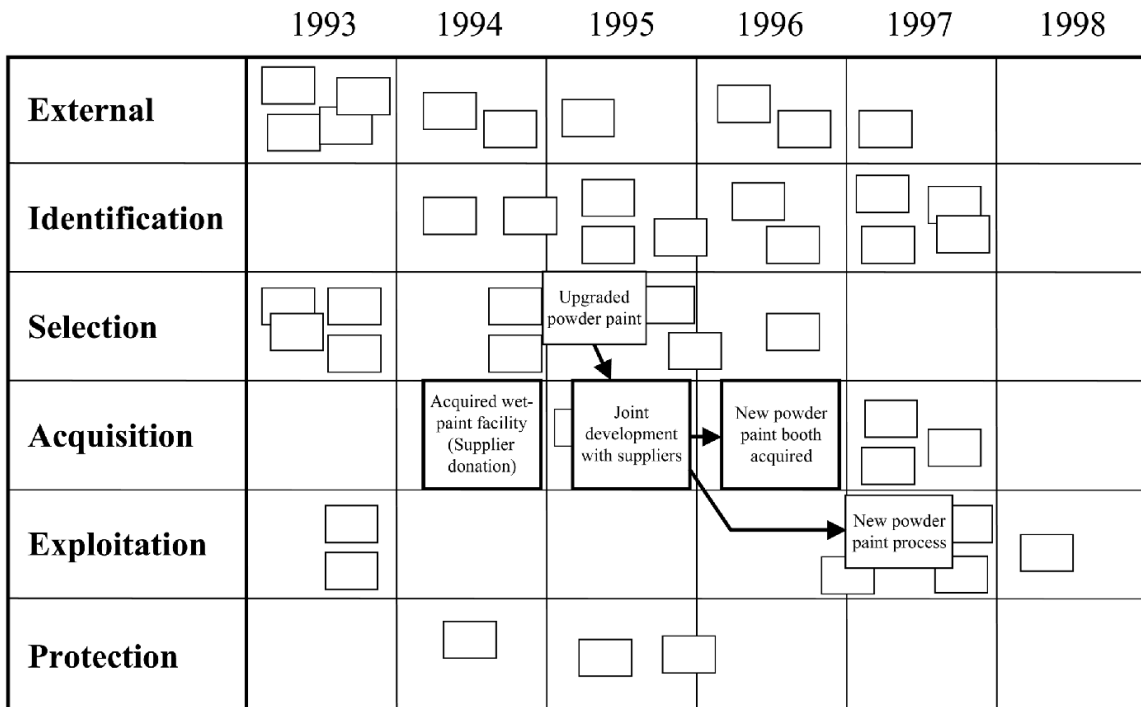 1993 1994 1995 1996 1997 1998
External
Identification
Selection
Upgraded
powder paint
Acquisition
Acquired wet-
paint facility
(Supplier
donation)
Joint
development
with suppliers
New powder
paint booth
acquired
Exploitation
New powder
paint process
Protection